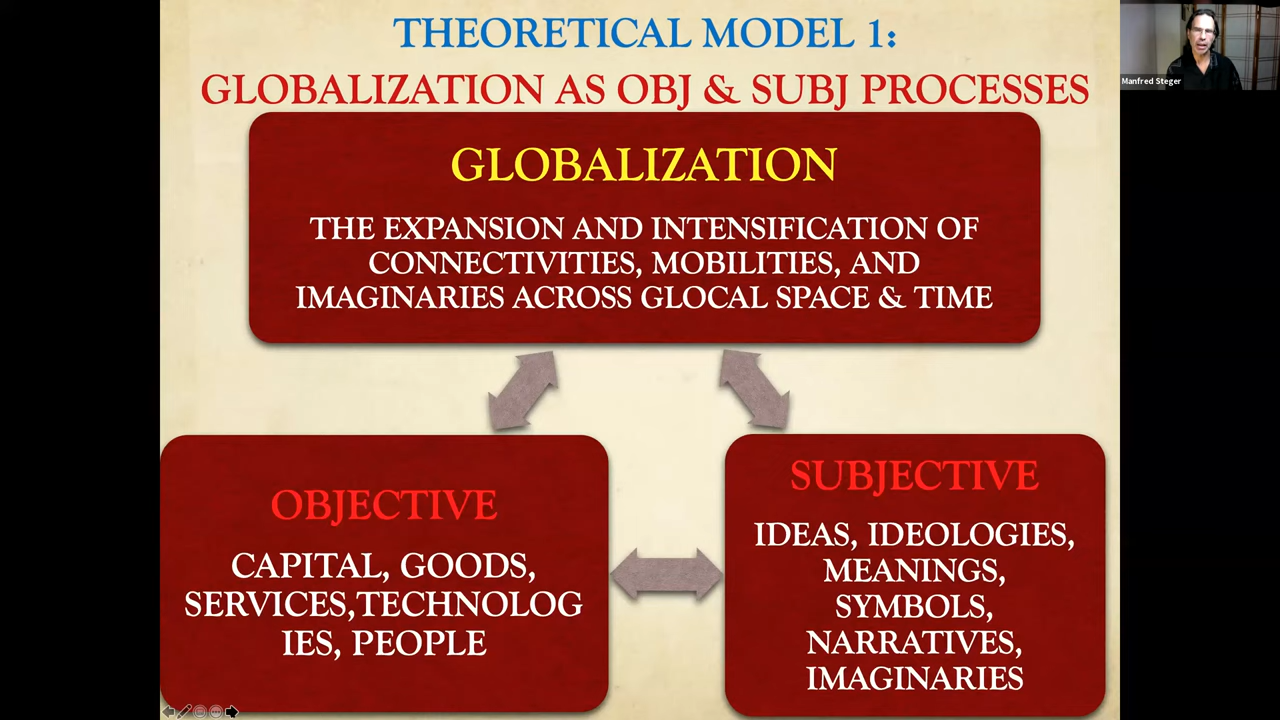 THEORETICAL MODEL 1:
GLOBALIZATION AS OBJ & SUBJ PROCESSES
GLOBALIZATION
THE EXPANSION AND INTENSIFICATION OF
CONNECTIVITIES, MOBILITIES, AND
IMAGINARIES ACROSS GLOCAL SPACE & TIME
OBJECTIVE
CAPITAL, GOODS,
SERVICES,TECHNOLOG
IES, PEOPLE
SUBJECTIVE
IDEAS, IDEOLOGIES,
MEANINGS,
SYMBOLS,
NARRATIVES,
IMAGINARIES
Manfred Steger